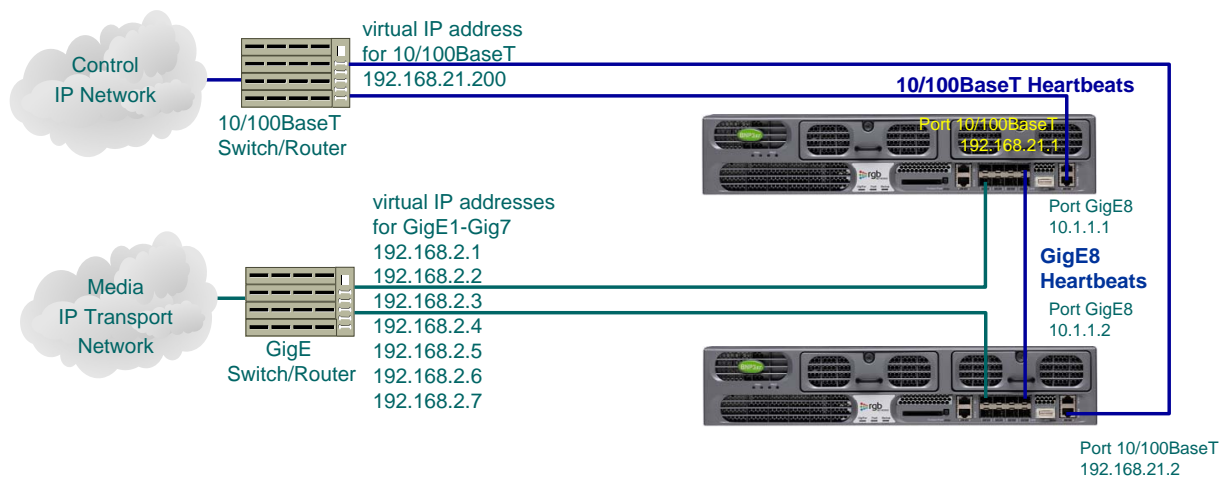 virtual IP address
for 10/100BaseT
192.168.21.200
Control
IP Network
10/100BaseT
Switch/Router
10/100BaseT Heartbeats
Port 10/100BaseT
192.168.21.1
rgb
Port GigE8
10.1.1.1
GigE8
Heartbeats
Port GigE8
10.1.1.2
virtual IP addresses
for GigE1-Gig7
192.168.2.1
192.168.2.2
192.168.2.3
192.168.2.4
192.168.2.5
192.168.2.6
192.168.2.7
Media
IP Transport
Network
GigE
Switch/Router
rgb
Port 10/100BaseT
192.168.21.2